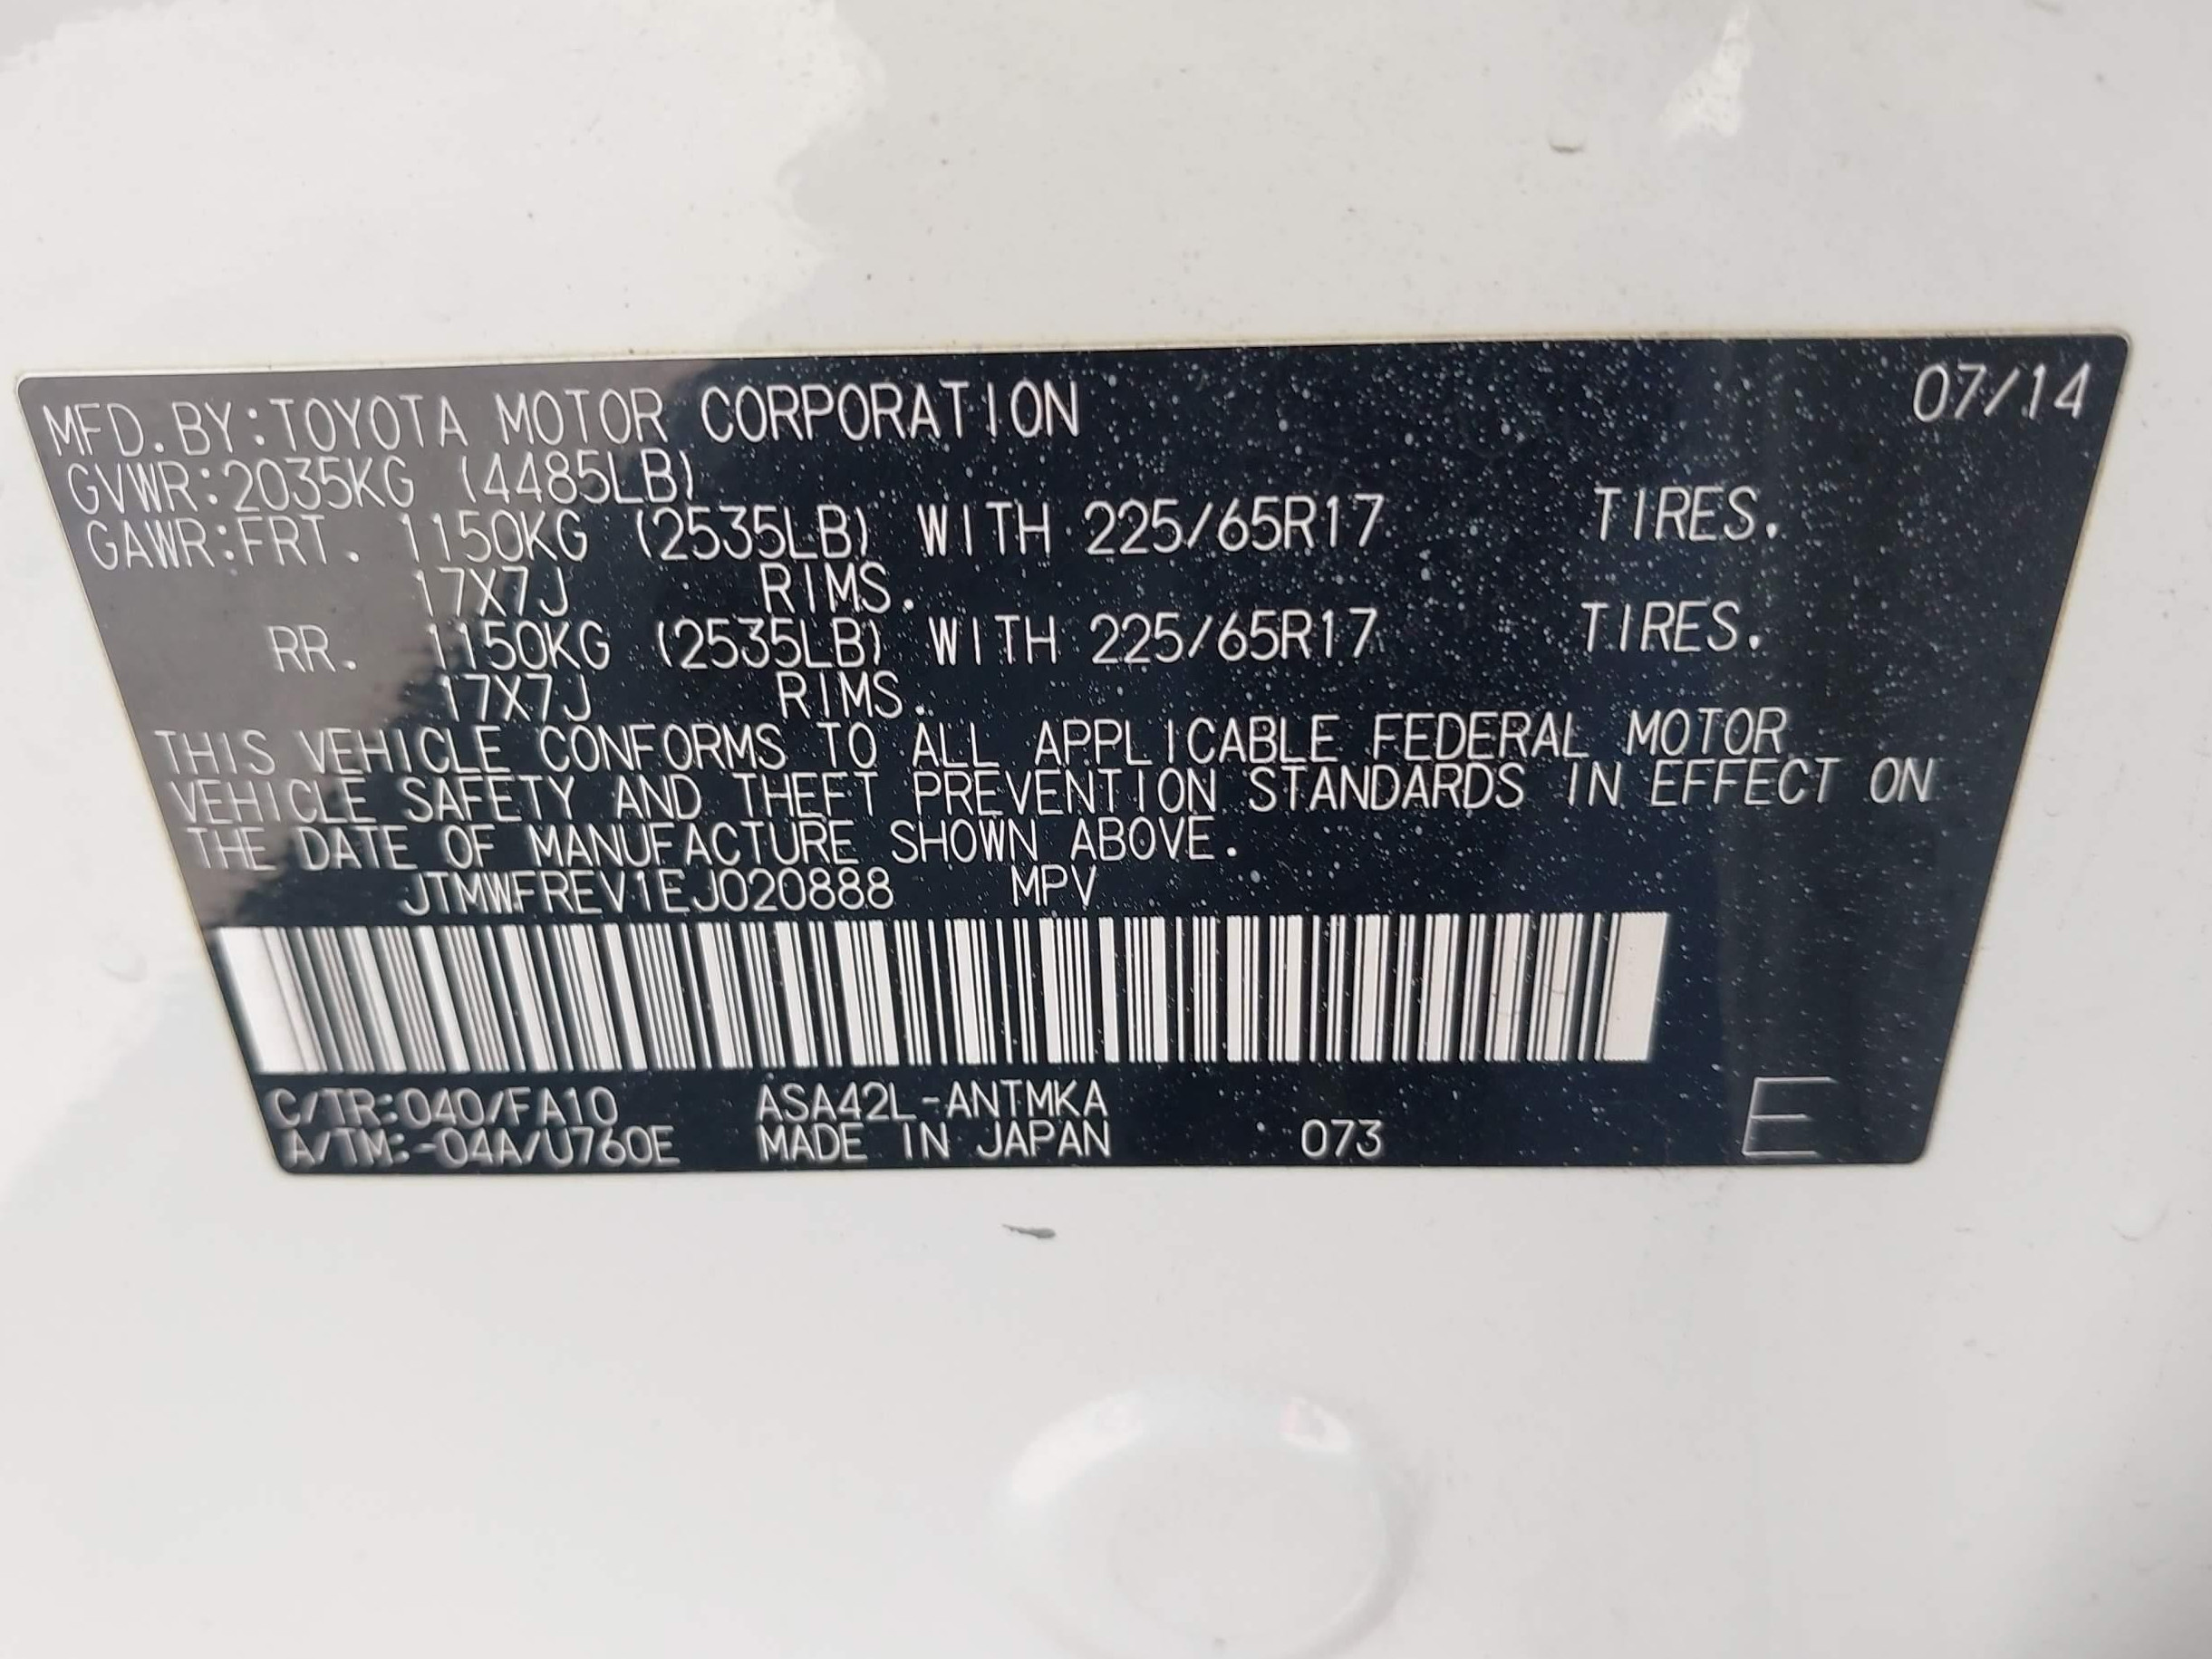 07/14
MFD. BY: TOYOTA MOTOR CORPORATION
GVWR: 2035KG (4485LB)
GAWR: FRT. 1150KG (2535LB) WITH 225/65R17 TIRES.
17X7J RIMS.
RR. 1150KG (2535LB) WITH 225/65R17 TIRES.
17X7J RIMS.
THIS VEHICLE CONFORMS TO ALL APPLICABLE FEDERAL MOTOR
VEHICLE SAFETY AND THEFT PREVENTION STANDARDS IN EFFECT ON
THE DATE OF MANUFACTURE SHOWN ABOVE.
JTMWFREV1EJ020888 MPV
C/TR: 040/FA10 ASA42L-ANTMKA
A/TM: -04A/U760E MADE IN JAPAN 073 E